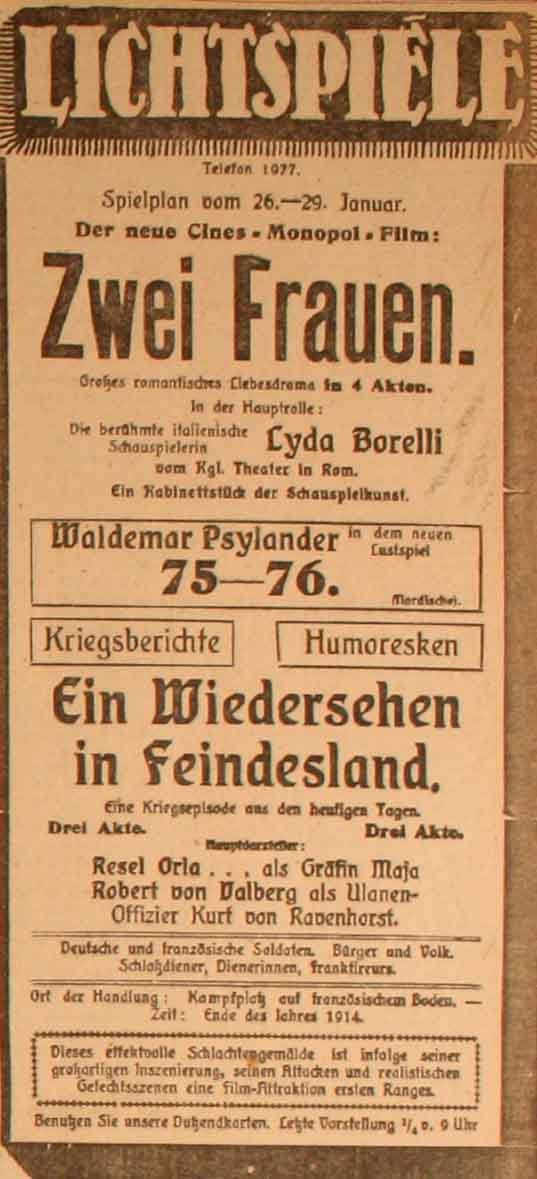 LICHTSPIELE
Telefon 1977.
Spielplan vom 26.—29. Januar.
Der neue Cines-Monopol-Film:
Zwei Frauen.
Großes romantisches Liebesdrama in 4 Akten.
In der Hauptrolle:
Die berühmte italienische
Schauspielerin Lyda Borelli
vom Kgl. Theater in Rom.
Ein Kabinettstück der Schauspielkunst.
Waldemar Psylander in dem neuen
Lustspiel
75—76.
(Nordische).
Kriegsberichte Humoresken
Ein Wiedersehen
in Feindesland.
Eine Kriegsepisode aus den heutigen Tagen.
Drei Akte. Drei Akte.
Hauptdarsteller:
Resel Orla . . . als Gräfin Maja
Robert von Valberg als Ulanen-
Offizier Kurt von Ravenhorst.
Deutsche und französische Soldaten. Bürger und Volk.
Schloßdiener, Dienerinnen, Franktireurs.
Ort der Handlung: Kampfplatz auf französischem Boden. —
Zeit: Ende des Jahres 1914.
Dieses effektvolle Schlachtengemälde ist infolge seiner
großartigen Inszenierung, seinen Attacken und realistischen
Gefechtsszenen eine Film-Attraktion ersten Ranges.
Benutzen Sie unsere Dutzendkarten. Letzte Vorstellung ¼ v. 9 Uhr